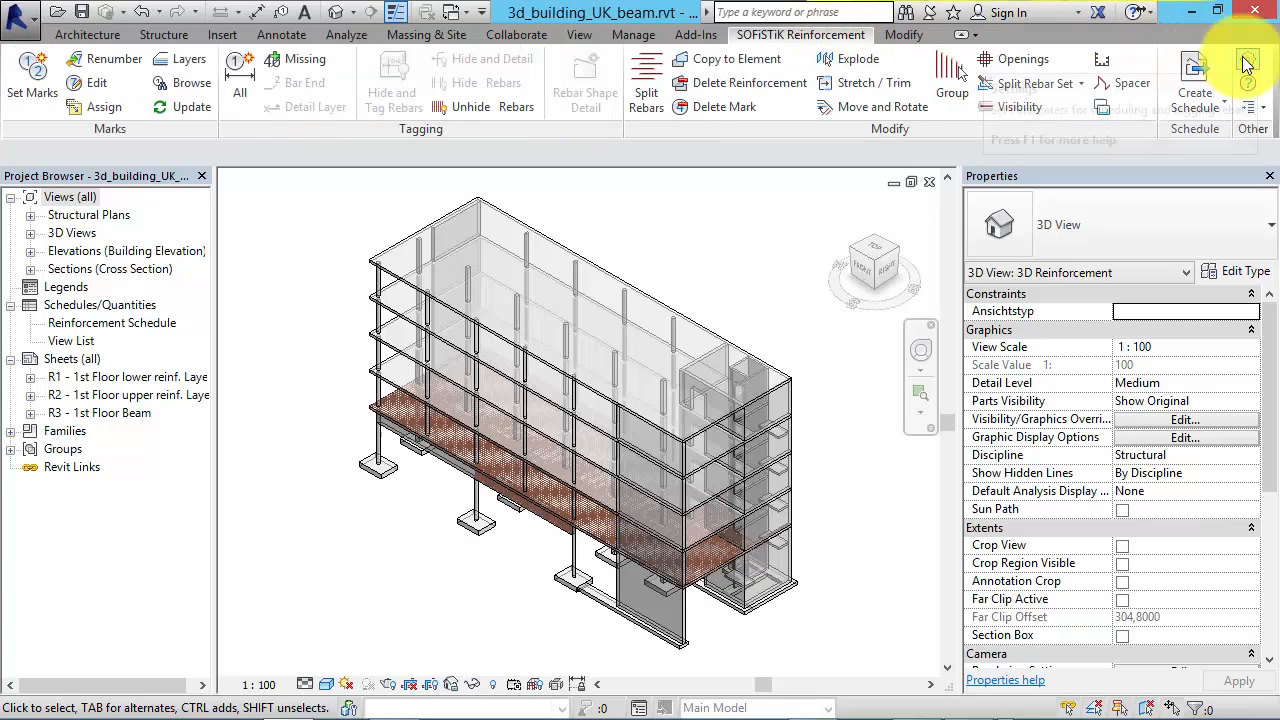 3d_building_UK_beam.rvt - ...
Type a keyword or phrase
Sign In
Architecture Structure Insert Annotate Analyze Massing & Site Collaborate View Manage Add-Ins SOFiSTiK Reinforcement Modify
Set Marks
Renumber
Edit
Assign
Layers
Browse
Update
Marks
All
Missing
Bar End
Detail Layer
Hide and Tag Rebars
Hide and Detail
Hide Rebars
Unhide Rebars
Rebar Shape Detail
Tagging
Split Rebars
Copy to Element
Delete Reinforcement
Delete Mark
Explode
Stretch / Trim
Move and Rotate
Group
Openings
Split Rebar Set
Visibility
Spacer
Modify
Create Schedule
Schedule
Other
Press F1 for more help
Project Browser - 3d_building_UK_...
Views (all)
Structural Plans
3D Views
Elevations (Building Elevation)
Sections (Cross Section)
Legends
Schedules/Quantities
Reinforcement Schedule
View List
Sheets (all)
R1 - 1st Floor lower reinf. Laye
R2 - 1st Floor upper reinf. Laye
R3 - 1st Floor Beam
Families
Groups
Revit Links
TOP
FRONT
RIGHT
Properties
3D View
3D View: 3D Reinforcement
Edit Type
Constraints
Ansichtstyp
Graphics
View Scale 1 : 100
Scale Value 1: 100
Detail Level Medium
Parts Visibility Show Original
Visibility/Graphics Overri... Edit...
Graphic Display Options Edit...
Discipline Structural
Show Hidden Lines By Discipline
Default Analysis Display ... None
Sun Path
Extents
Crop View
Crop Region Visible
Annotation Crop
Far Clip Active
Far Clip Offset 304,8000
Section Box
Camera
Properties help
Apply
1 : 100
Click to select, TAB for alternates, CTRL adds, SHIFT unselects.
:0
Main Model
:0